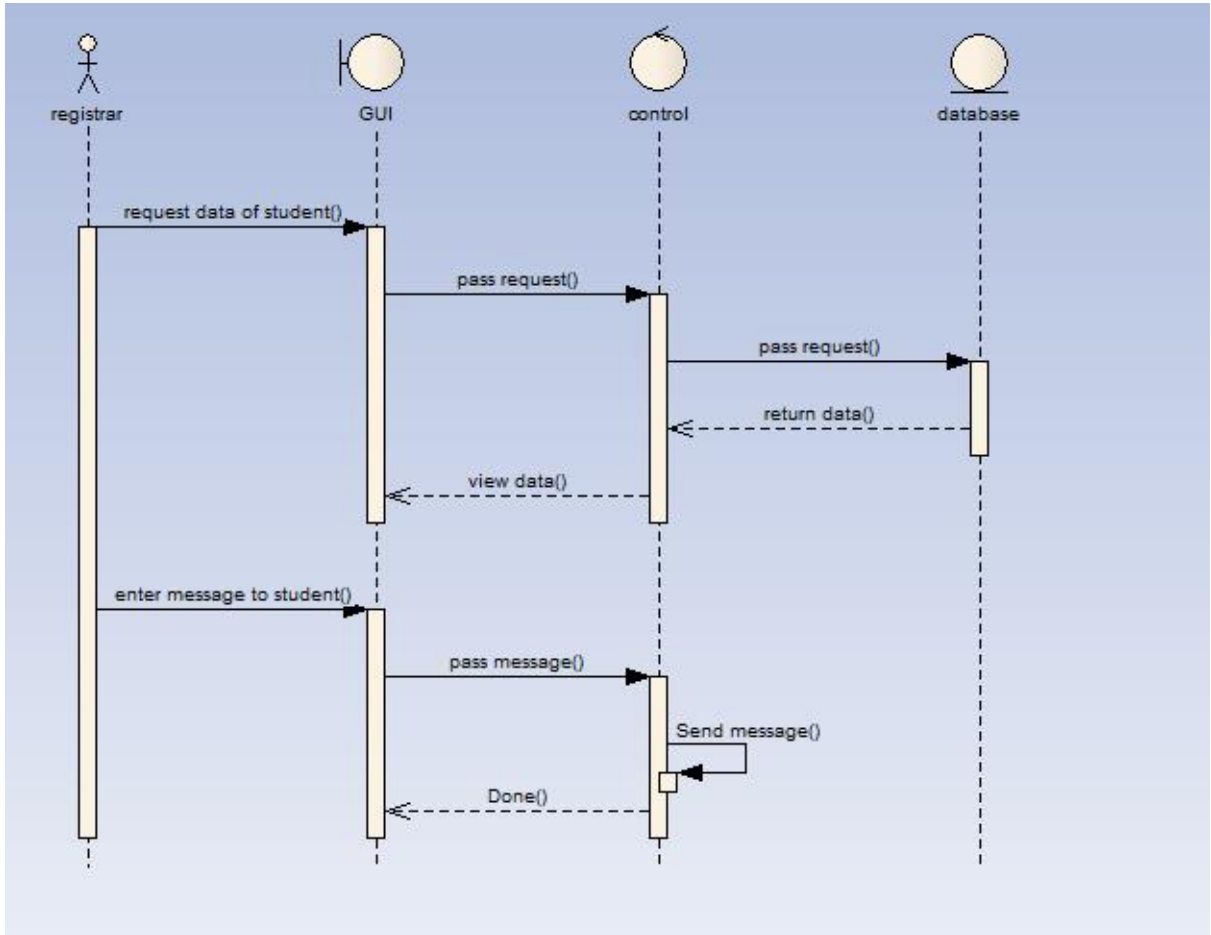 registrar
GUI
control
database
request data of student()
pass request()
pass request()
return data()
view data()
enter message to student()
pass message()
Send message()
Done()